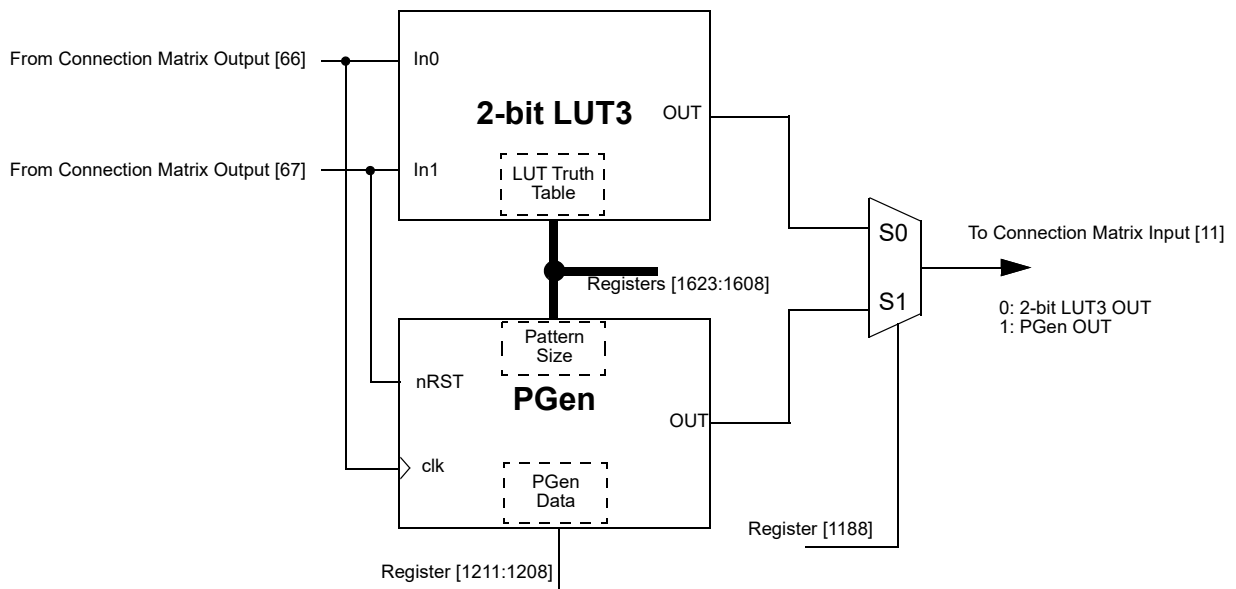 From Connection Matrix Output [66]
In0
2-bit LUT3
OUT
From Connection Matrix Output [67]
In1
LUT Truth
Table
S0
To Connection Matrix Input [11]
Registers [1623:1608]
S1
0: 2-bit LUT3 OUT
1: PGen OUT
Pattern
Size
nRST
PGen
OUT
clk
PGen
Data
Register [1188]
Register [1211:1208]